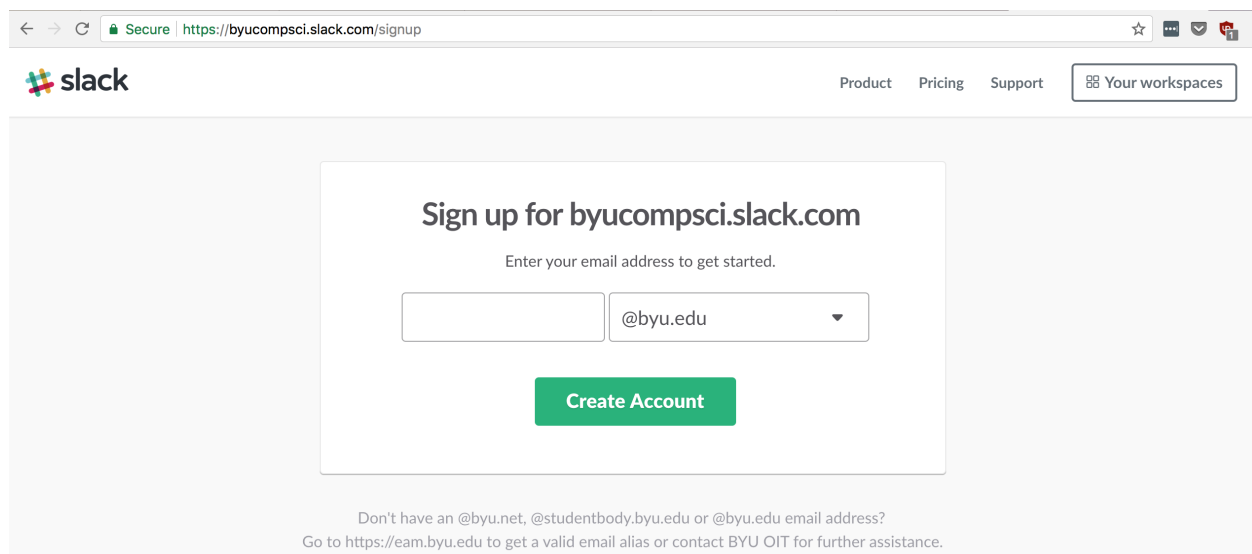 Secure https://byucompsci.slack.com/signup
1
slack Product Pricing Support Your workspaces
Sign up for byucompsci.slack.com
Enter your email address to get started.
@byu.edu
Create Account
Don't have an @byu.net, @studentbody.byu.edu or @byu.edu email address?
Go to https://eam.byu.edu to get a valid email alias or contact BYU OIT for further assistance.